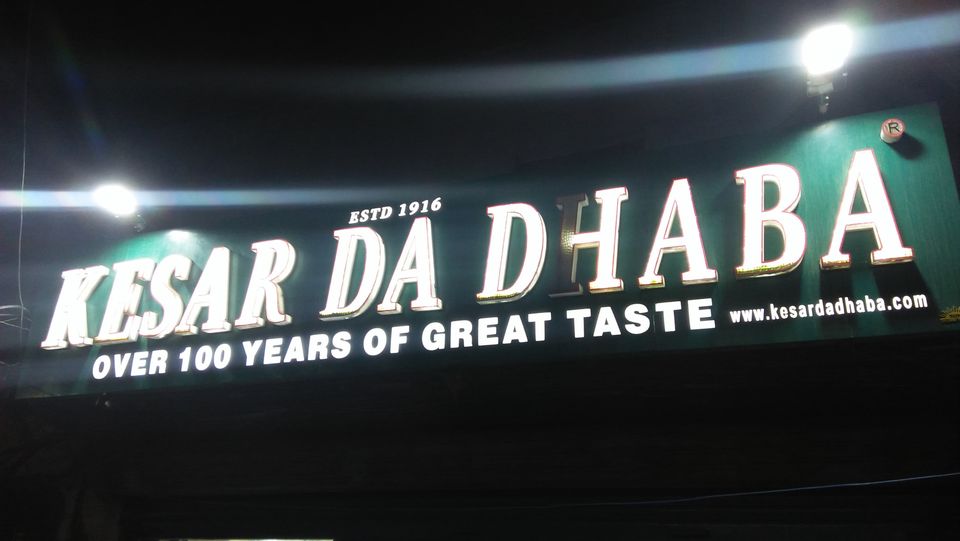 ESTD 1916
KESAR DA DHABA ®
OVER 100 YEARS OF GREAT TASTE www.kesardadhaba.com